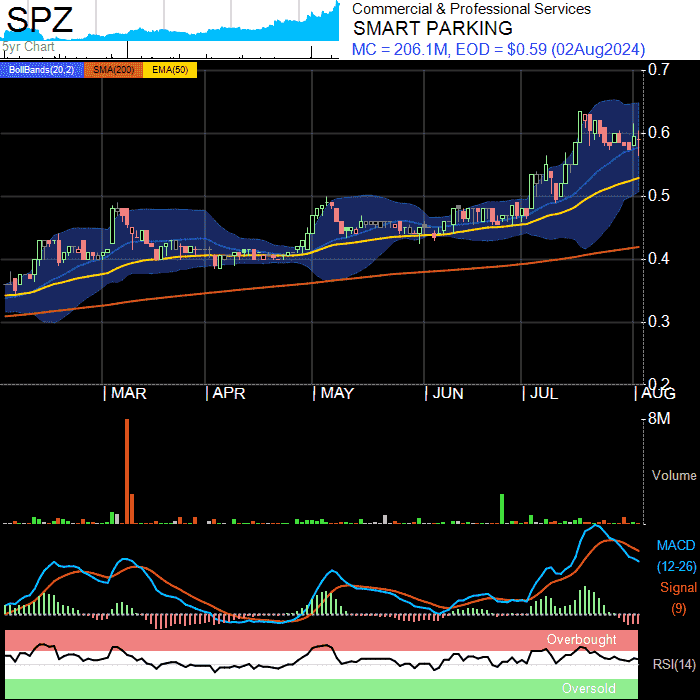 SPZ
5yr Chart
Commercial & Professional Services
SMART PARKING
MC = 206.1M, EOD = $0.59 (02Aug2024)
BollBands(20,2) SMA(200) EMA(50)
0.7
0.6
0.5
0.4
0.3
0.2
MAR APR MAY JUN JUL AUG
8M
Volume
MACD
(12-26)
Signal
(9)
Overbought
RSI(14)
Oversold